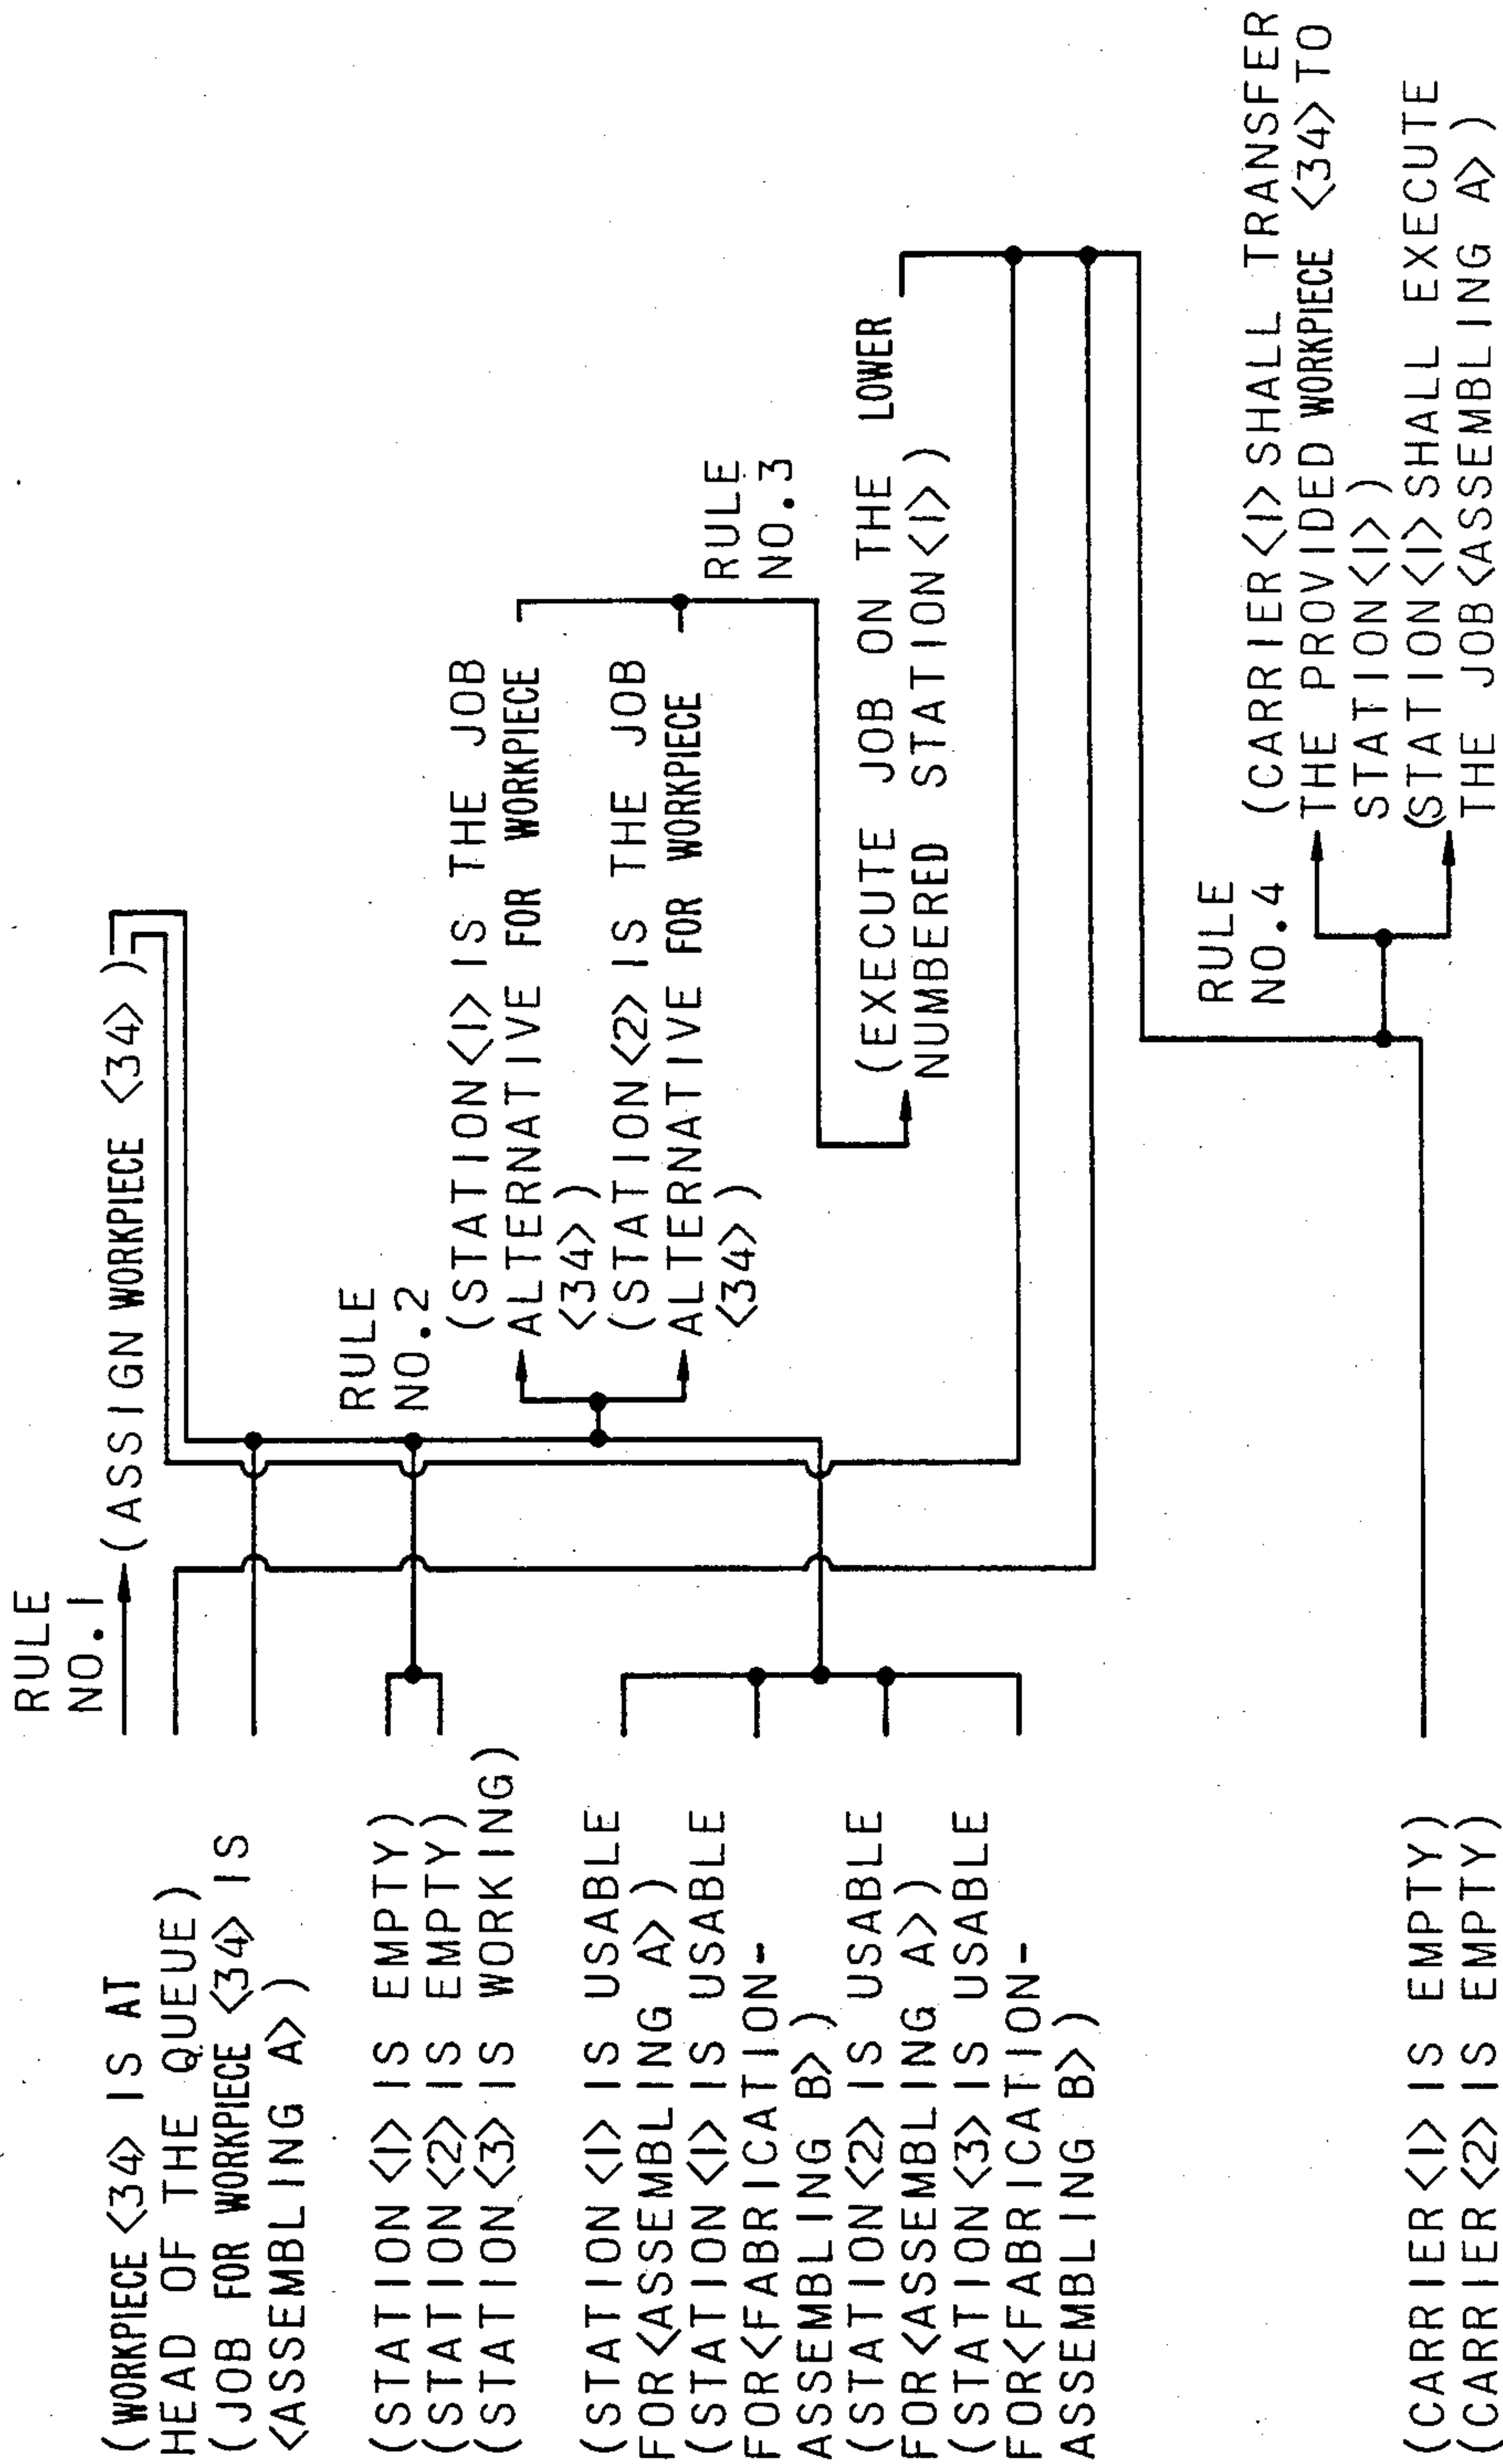 (WORKPIECE <34> IS AT
HEAD OF THE QUEUE)
(JOB FOR WORKPIECE <34> IS
<ASSEMBLING A>)
(STATION <1> IS EMPTY)
(STATION <2> IS EMPTY)
(STATION <3> IS WORKING)
(STATION <1> IS USABLE
FOR <ASSEMBLING A>)
(STATION <1> IS USABLE
FOR<FABRICATION-
ASSEMBLING B>)
(STATION <2> IS USABLE
FOR <ASSEMBLING A>)
(STATION <3> IS USABLE
FOR<FABRICATION-
ASSEMBLING B>)
(CARRIER <1> IS EMPTY)
(CARRIER <2> IS EMPTY)
RULE
NO.1
(ASSIGN WORKPIECE <34>)
RULE
NO.2
(STATION <1> IS THE JOB
ALTERNATIVE FOR WORKPIECE
<34>)
(STATION <2> IS THE JOB
ALTERNATIVE FOR WORKPIECE
<34>)
RULE
NO.3
(EXECUTE JOB ON THE LOWER
NUMBERED STATION <1>)
RULE
NO.4
(CARRIER <1> SHALL TRANSFER
THE PROVIDED WORKPIECE <34> TO
STATION <1>)
(STATION <1> SHALL EXECUTE
THE JOB <ASSEMBLING A>)